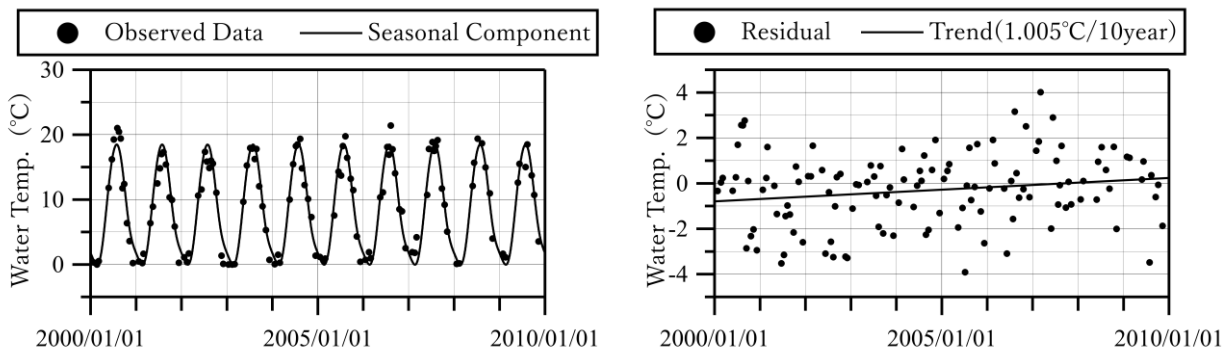 Observed Data
Seasonal Component
Water Temp. (℃)
30
20
10
0
2000/01/01
2005/01/01
2010/01/01
Residual
Trend(1.005℃/10year)
Water Temp. (℃)
4
2
0
-2
-4
2000/01/01
2005/01/01
2010/01/01